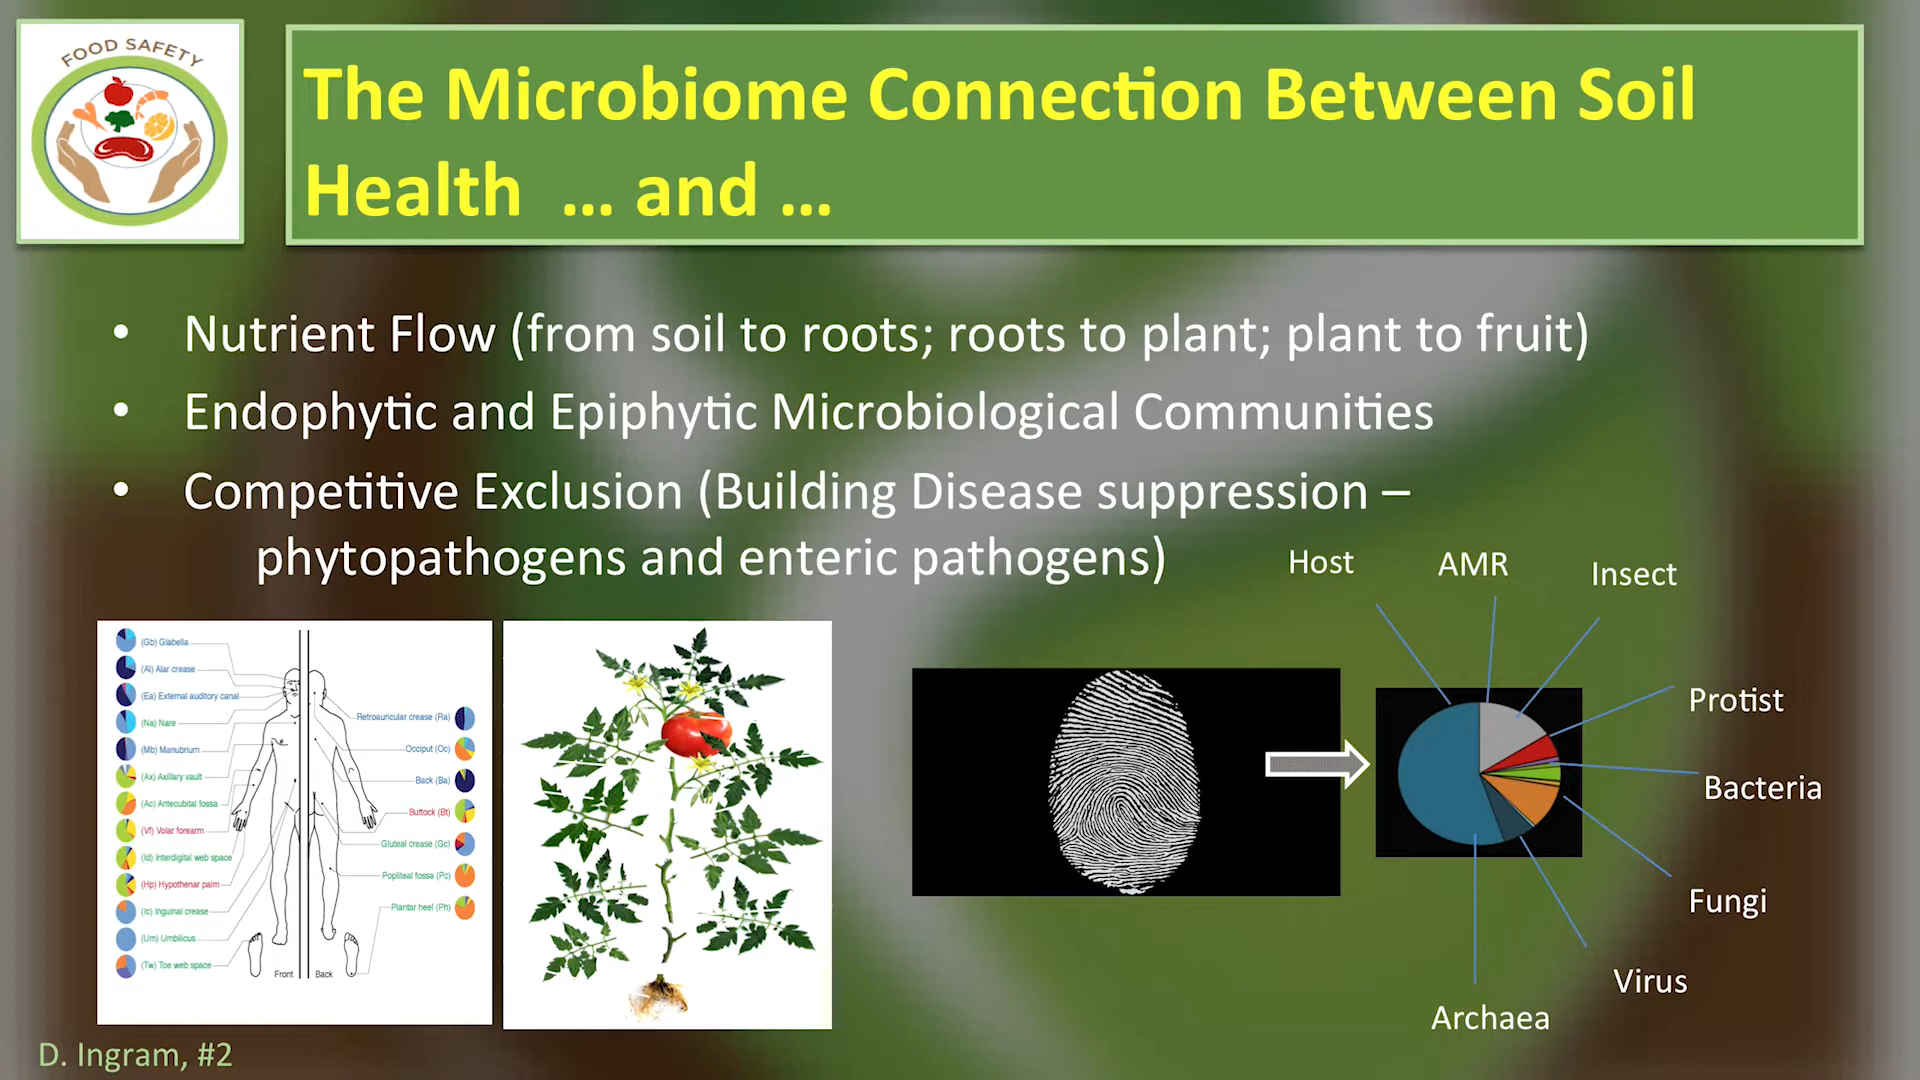 FOOD SAFETY
The Microbiome Connection Between Soil
Health … and …
• Nutrient Flow (from soil to roots; roots to plant; plant to fruit)
• Endophytic and Epiphytic Microbiological Communities
• Competitive Exclusion (Building Disease suppression –
phytopathogens and enteric pathogens)
(Gb) Glabella
(Al) Alar crease
(Ea) External auditory canal
(Na) Nare
(Mb) Manubrium
(Ax) Axillary vault
(Ac) Antecubital fossa
(Vf) Volar forearm
(Id) Interdigital web space
(Hp) Hypothenar palm
(Ic) Inguinal crease
(Um) Umbilicus
(Tw) Toe web space
Retroauricular crease (Ra)
Occiput (Oc)
Back (Ba)
Buttock (Bt)
Gluteal crease (Gc)
Popliteal fossa (Pc)
Plantar heel (Ph)
Front
Back
Host
AMR
Insect
Protist
Bacteria
Fungi
Virus
Archaea
D. Ingram, #2